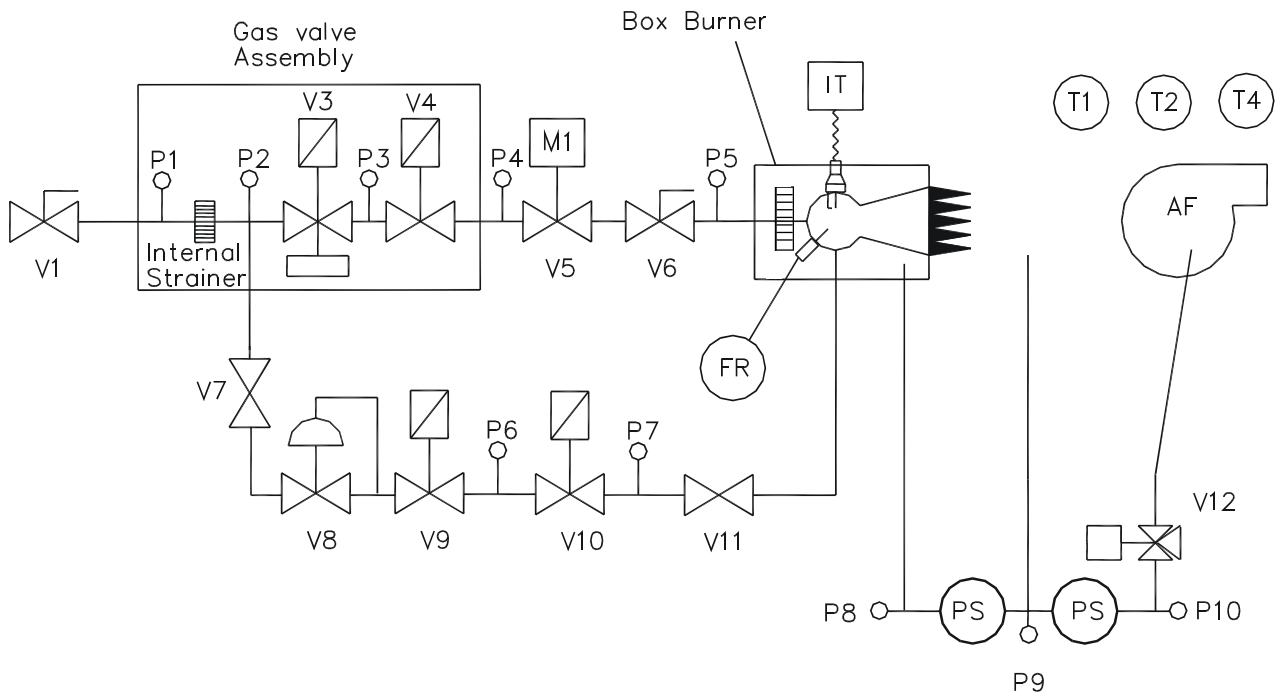 Box Burner
Gas valve
Assembly
IT
V3
V4
T1
T2
T4
M1
P1
P2
P3
P4
P5
AF
Internal
Strainer
V1
V5
V6
FR
V7
P6
P7
V12
V8
V9
V10
V11
P8
PS
PS
P10
P9